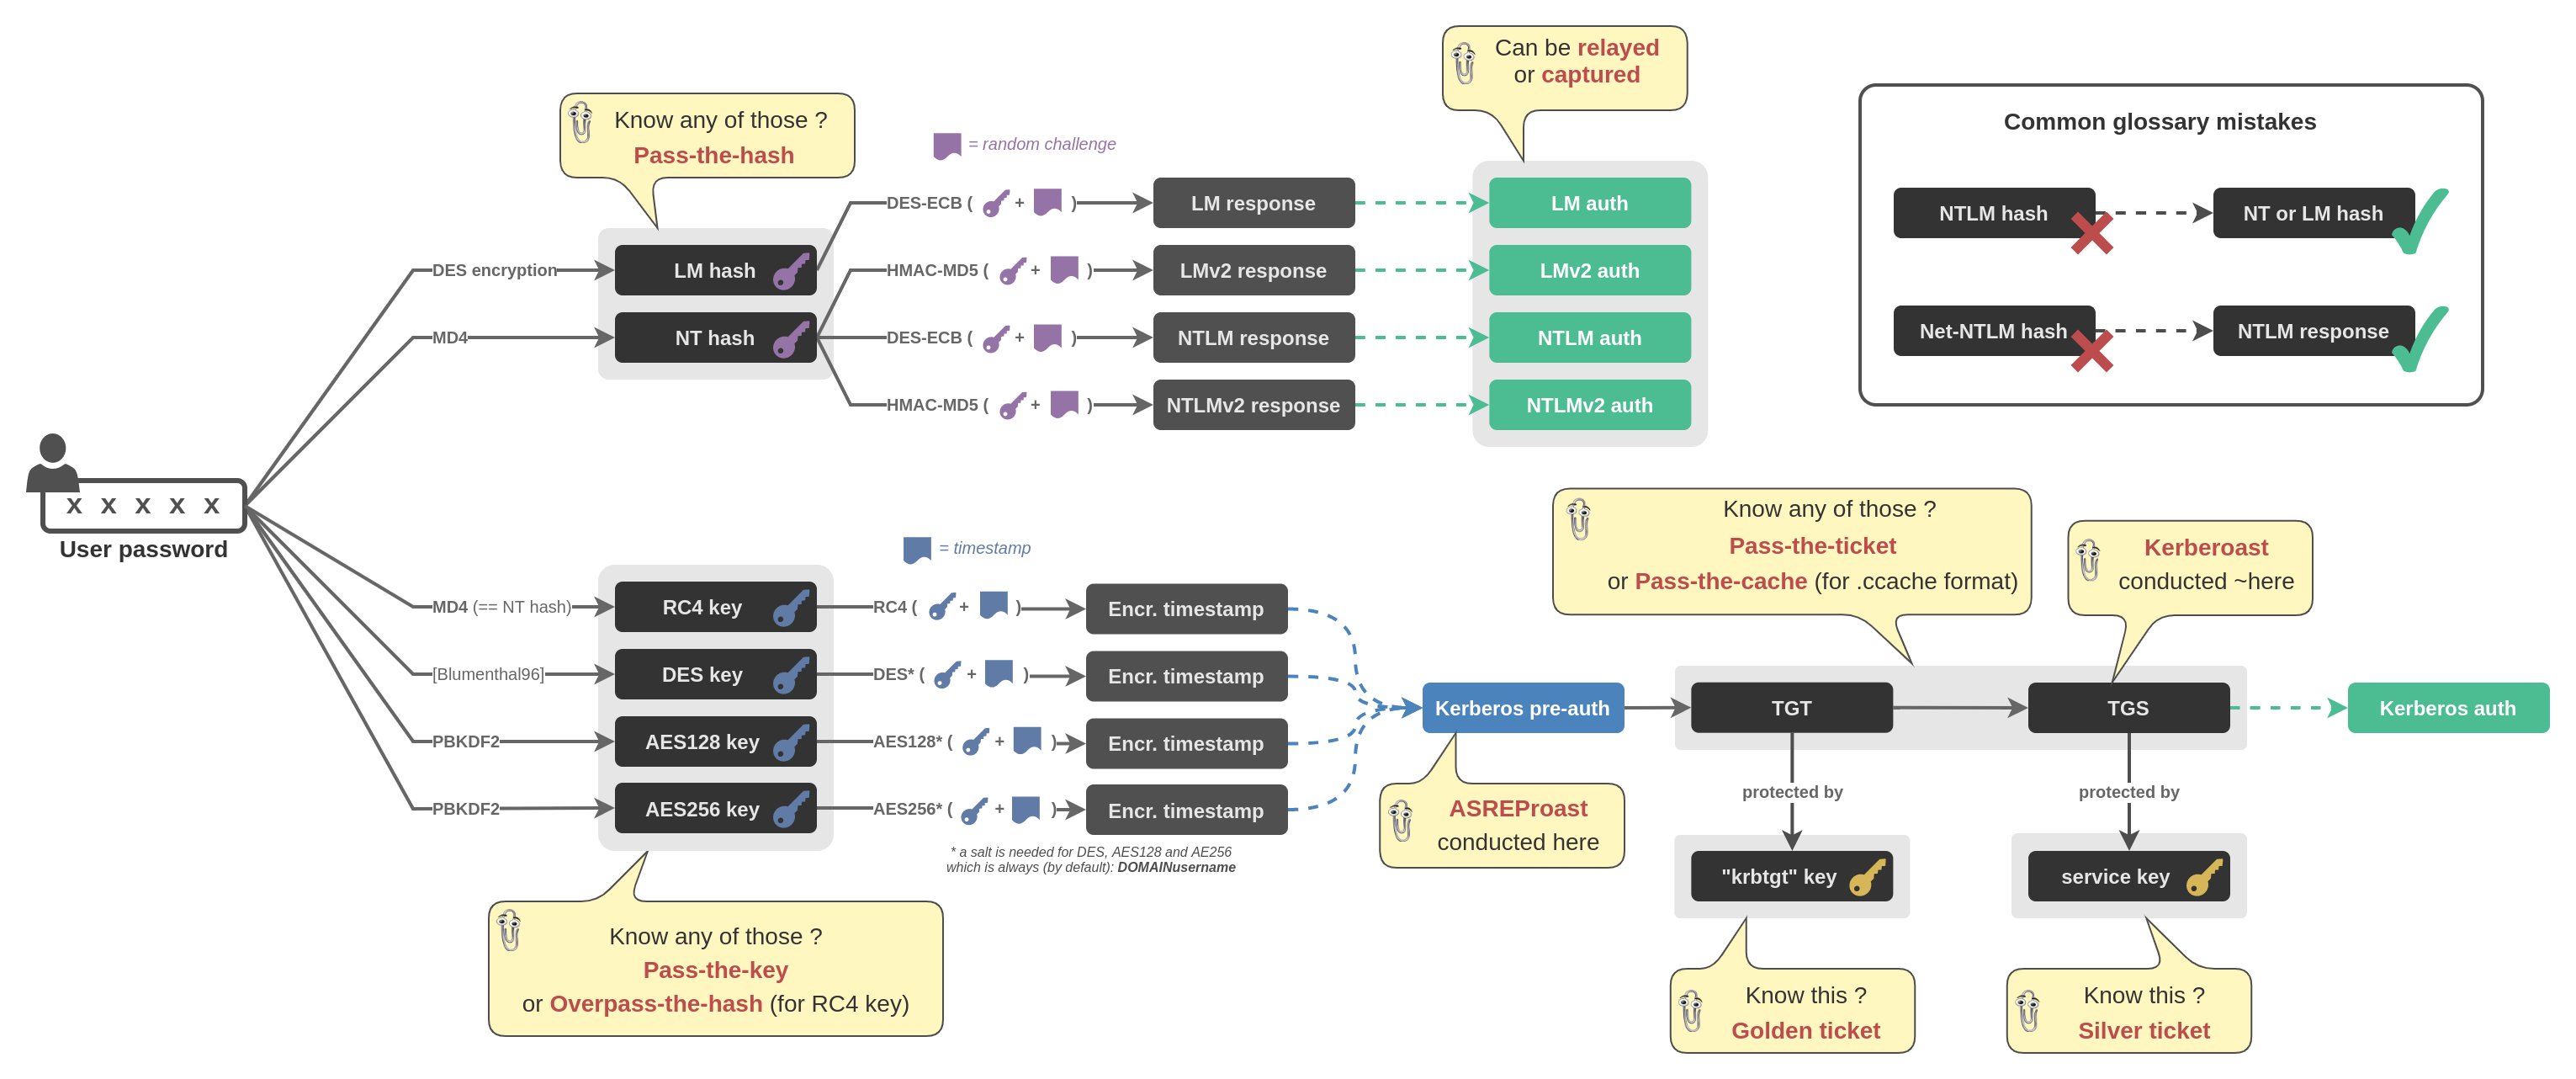 Can be relayed
or captured
Know any of those ?
Pass-the-hash
= random challenge
Common glossary mistakes
NTLM hash
NT or LM hash
Net-NTLM hash
NTLM response
DES encryption
LM hash
MD4
NT hash
DES-ECB ( + )
LM response
LM auth
HMAC-MD5 ( + )
LMv2 response
LMv2 auth
DES-ECB ( + )
NTLM response
NTLM auth
HMAC-MD5 ( + )
NTLMv2 response
NTLMv2 auth
x x x x x
User password
= timestamp
MD4 (== NT hash)
RC4 key
RC4 ( + )
Encr. timestamp
[Blumenthal96]
DES key
DES* ( + )
Encr. timestamp
PBKDF2
AES128 key
AES128* ( + )
Encr. timestamp
PBKDF2
AES256 key
AES256* ( + )
Encr. timestamp
* a salt is needed for DES, AES128 and AE256
which is always (by default): DOMAINusername
Know any of those ?
Pass-the-key
or Overpass-the-hash (for RC4 key)
Kerberos pre-auth
ASREProast
conducted here
Know any of those ?
Pass-the-ticket
or Pass-the-cache (for .ccache format)
Kerberoast
conducted ~here
TGT
TGS
Kerberos auth
protected by
protected by
"krbtgt" key
service key
Know this ?
Golden ticket
Know this ?
Silver ticket